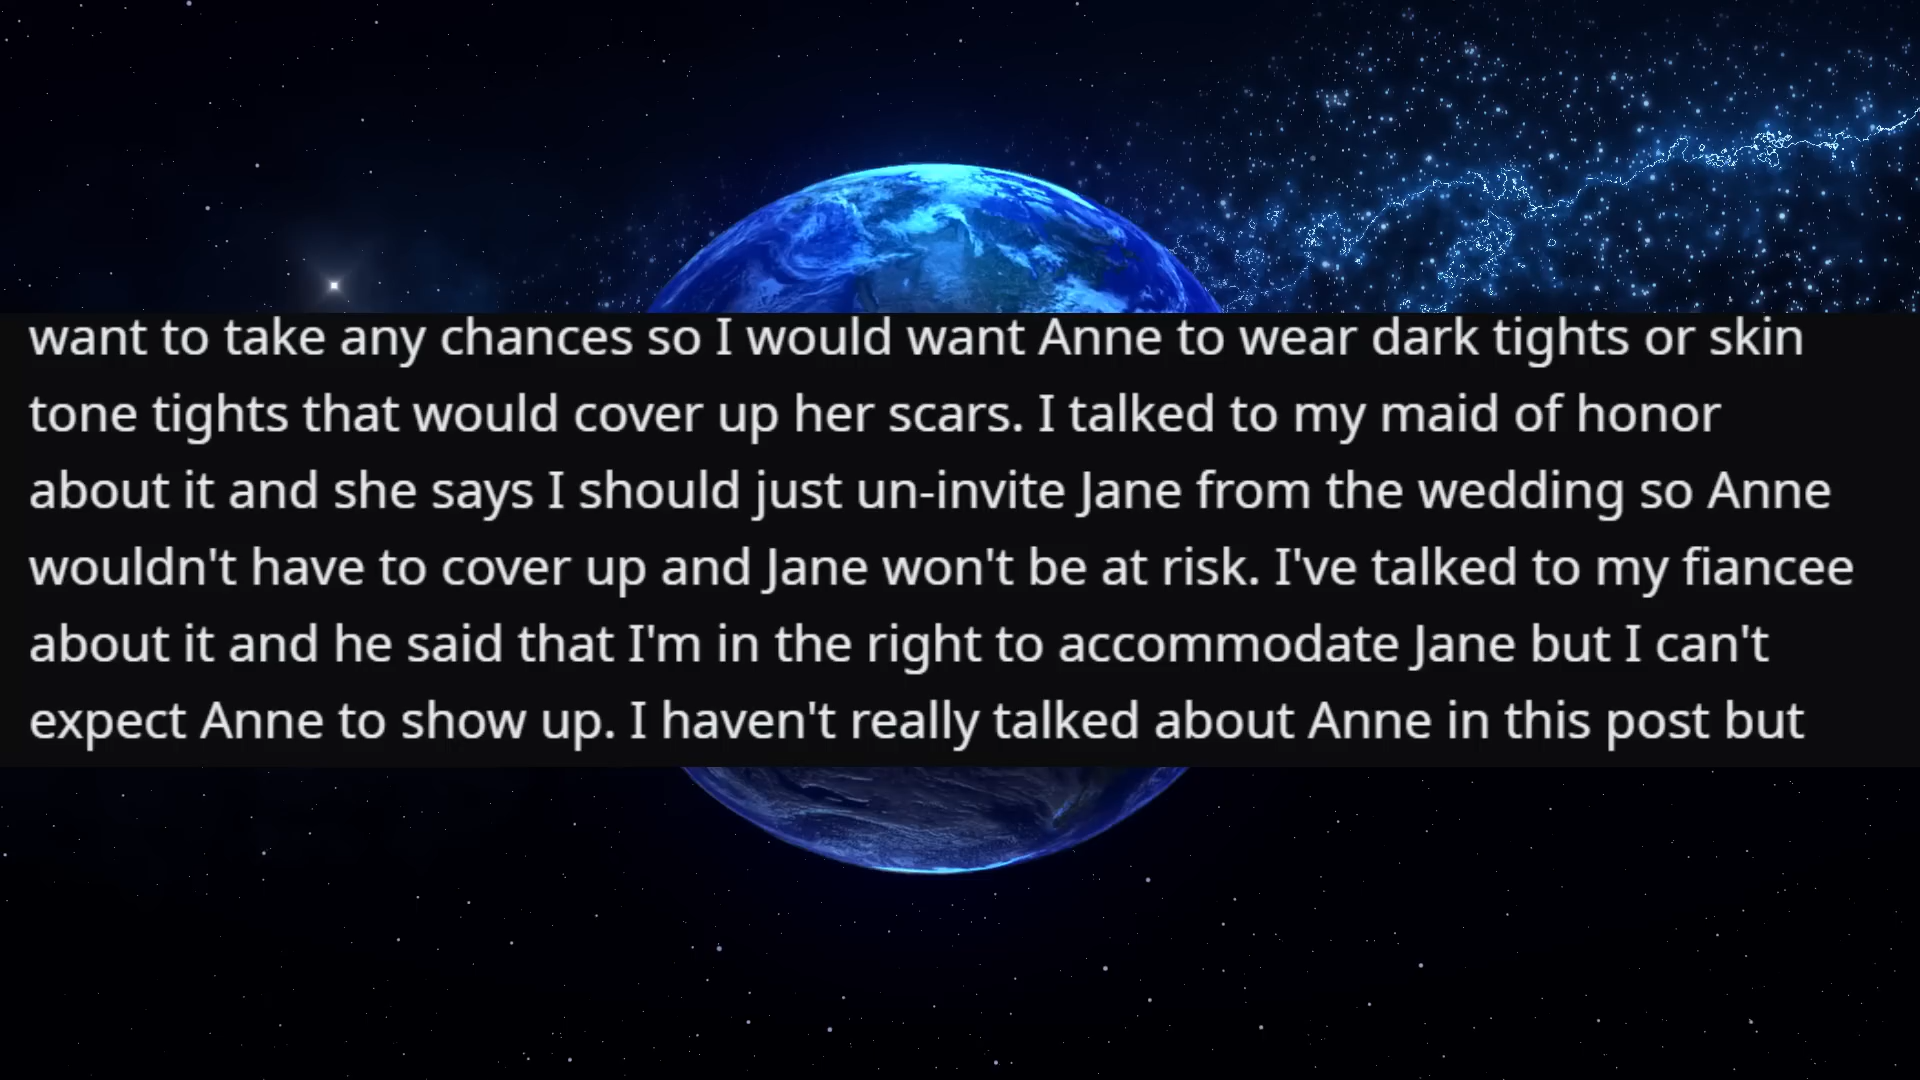 want to take any chances so I would want Anne to wear dark tights or skin
tone tights that would cover up her scars. I talked to my maid of honor
about it and she says I should just un-invite Jane from the wedding so Anne
wouldn't have to cover up and Jane won't be at risk. I've talked to my fiancee
about it and he said that I'm in the right to accommodate Jane but I can't
expect Anne to show up. I haven't really talked about Anne in this post but